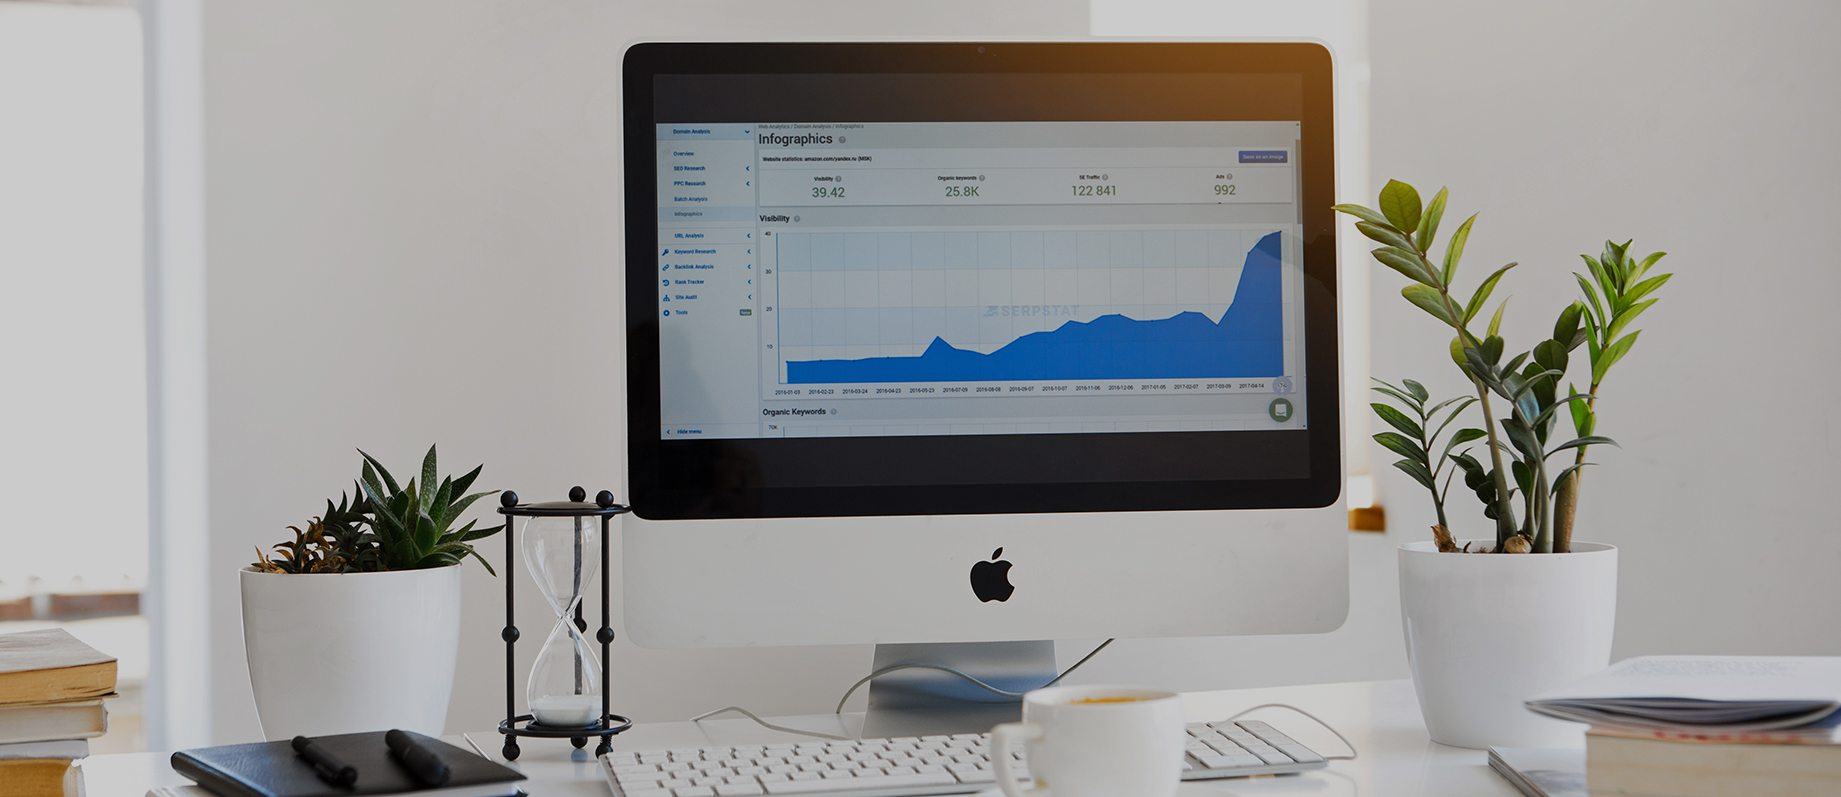 Domain Analysis
Overview
SEO Research
PPC Research
Batch Analysis
Infographics
URL Analysis
Keyword Research
Backlink Analysis
Rank Tracker
Site Audit
Tools
Hide menu
Web Analytics / Domain Analysis / Infographics
Infographics
Website statistics: amazon.com/yandex.ru (MSK)
Save as an image
Visibility
39.42
Organic keywords
25.8K
SE Traffic
122 841
Ads
992
Visibility
40
30
20
10
SERPSTAT
2016-01-03 2016-02-23 2016-03-24 2016-04-23 2016-05-23 2016-07-09 2016-08-08 2016-09-07 2016-10-07 2016-11-06 2016-12-06 2017-01-05 2017-02-07 2017-03-09 2017-04-14
Organic Keywords
70K